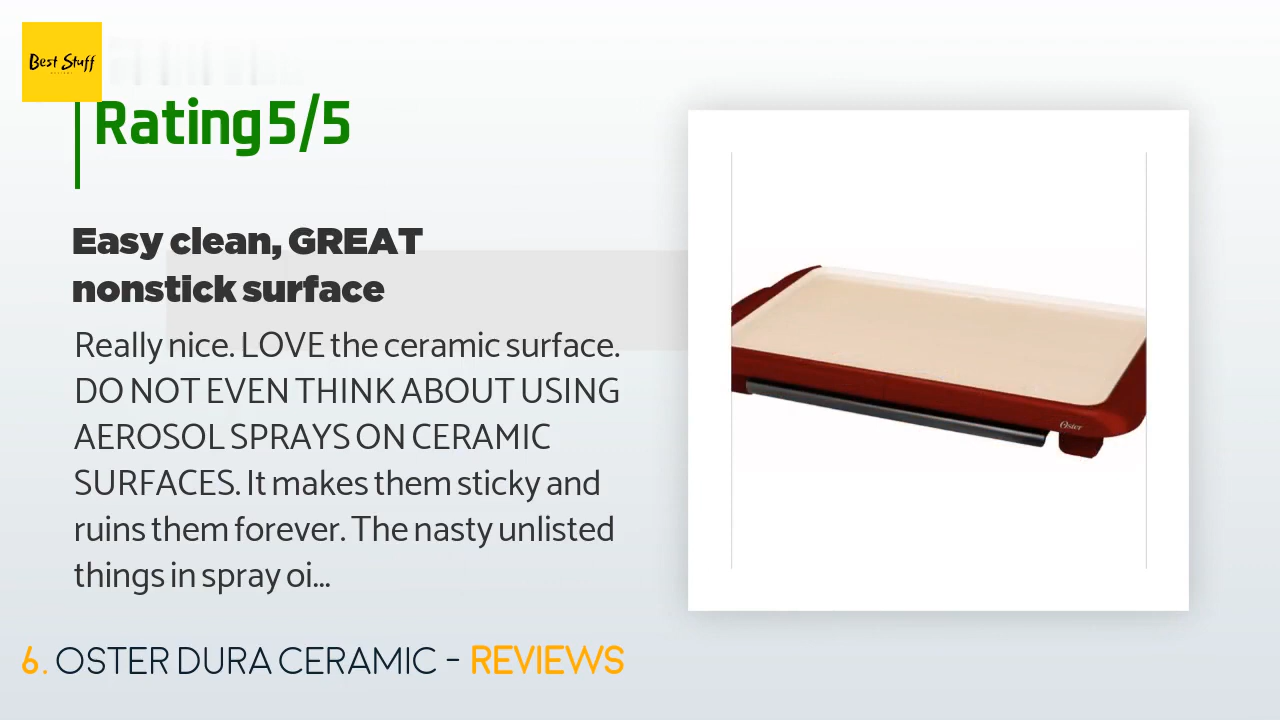 Best Stuff
Rating 5/5
Easy clean, GREAT
nonstick surface
Really nice. LOVE the ceramic surface.
DO NOT EVEN THINK ABOUT USING
AEROSOL SPRAYS ON CERAMIC
SURFACES. It makes them sticky and
ruins them forever. The nasty unlisted
things in spray oi...
Oster
6. OSTER DURA CERAMIC - REVIEWS